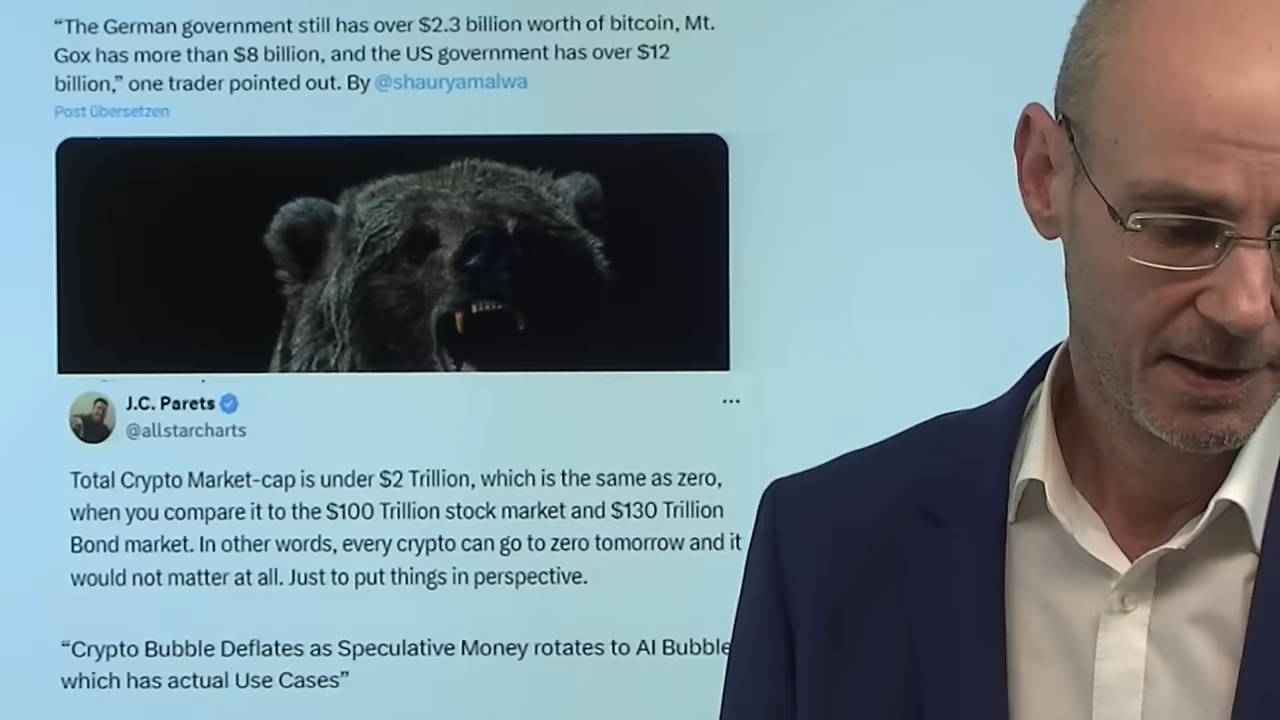 “The German government still has over $2.3 billion worth of bitcoin, Mt.
Gox has more than $8 billion, and the US government has over $12
billion,” one trader pointed out. By @shauryamalwa
Post übersetzen
J.C. Parets
@allstarcharts
...
Total Crypto Market-cap is under $2 Trillion, which is the same as zero,
when you compare it to the $100 Trillion stock market and $130 Trillion
Bond market. In other words, every crypto can go to zero tomorrow and it
would not matter at all. Just to put things in perspective.
“Crypto Bubble Deflates as Speculative Money rotates to AI Bubble
which has actual Use Cases”